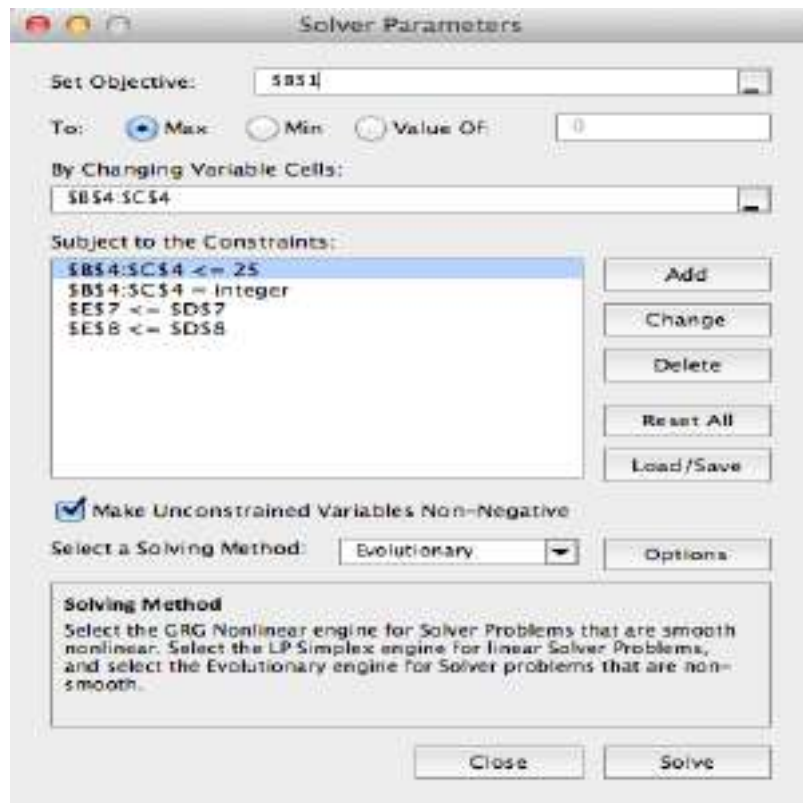 Solver Parameters
Set Objective: $B$1
To: Max Min Value Of: 0
By Changing Variable Cells:
$B$4:$C$4
Subject to the Constraints:
$B$4:$C$4 <= 25
$B$4:$C$4 = integer
$E$7 <= $D$7
$E$8 <= $D$8
Add
Change
Delete
Reset All
Load/Save
Make Unconstrained Variables Non-Negative
Select a Solving Method: Evolutionary Options
Solving Method
Select the GRG Nonlinear engine for Solver Problems that are smooth
nonlinear. Select the LP Simplex engine for linear Solver Problems,
and select the Evolutionary engine for Solver problems that are non-
smooth.
Close Solve